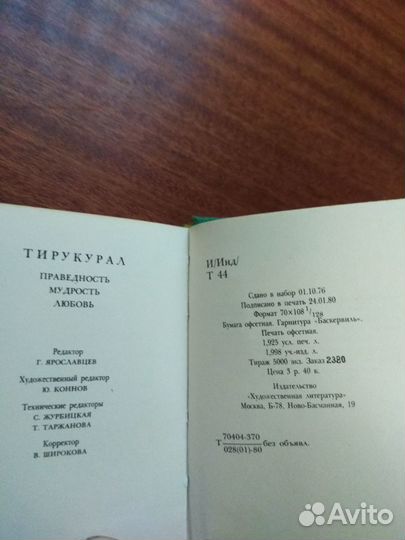 ТИРУКУРАЛ
ПРАВЕДНОСТЬ
МУДРОСТЬ
ЛЮБОВЬ
Редактор
Г. ЯРОСЛАВЦЕВ
Художественный редактор
Ю. КОННОВ
Технические редакторы
С. ЖУРБИЦКАЯ
Т. ТАРЖАНОВА
Корректор
В. ШИРОКОВА
И/Инд/
Т 44
Сдано в набор 01.10.76
Подписано в печать 24.01.80
Формат 70×108 1/128
Бумага офсетная. Гарнитура «Баскервиль».
Печать офсетная.
1,925 усл. печ. л.
1,998 уч.-изд. л.
Тираж 5000 экз. Заказ 2380
Цена 3 р. 40 к.
Издательство
«Художественная литература»
Москва, Б-78, Ново-Басманная, 19
Т 70404-370/028(01)-80 без объявл.
Avito